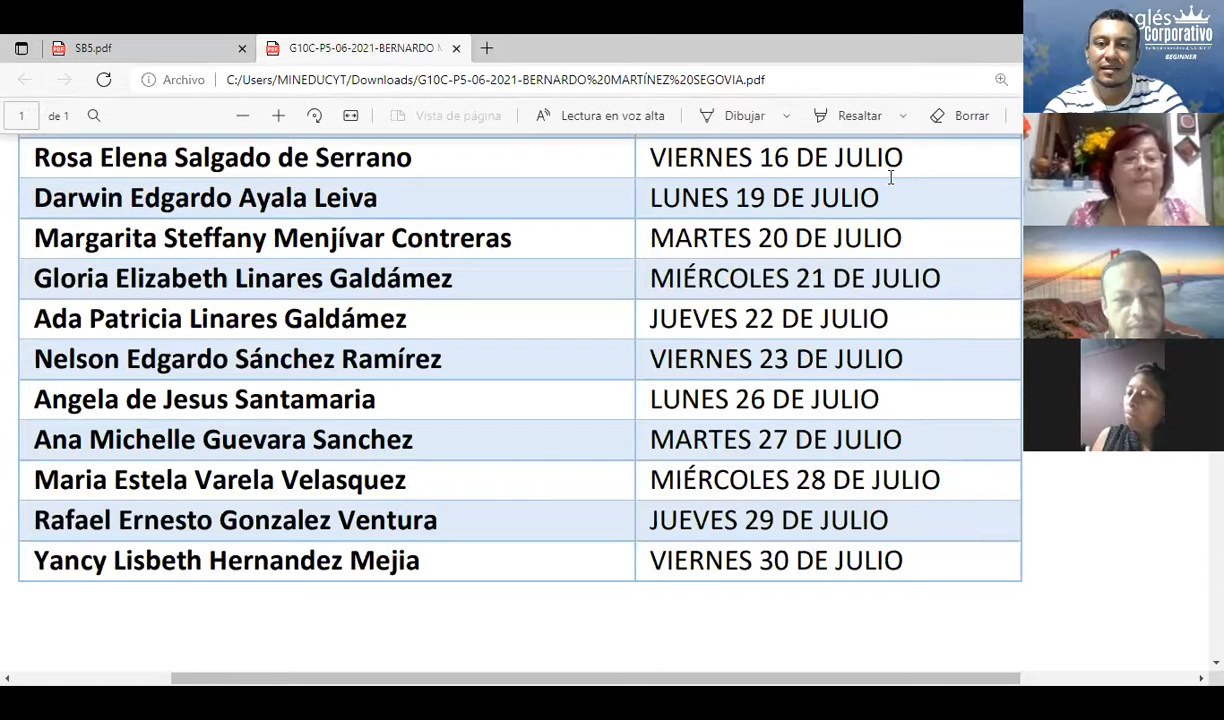 nglés
Corporativo
BEGINNER
SB5.pdf
G10C-P5-06-2021-BERNARDO M
Archivo
C:/Users/MINEDUCYT/Downloads/G10C-P5-06-2021-BERNARDO%20MARTÍNEZ%20SEGOVIA.pdf
1 de 1
Vista de página
Lectura en voz alta
Dibujar
Resaltar
Borrar
Rosa Elena Salgado de Serrano VIERNES 16 DE JULIO
Darwin Edgardo Ayala Leiva LUNES 19 DE JULIO
Margarita Steffany Menjívar Contreras MARTES 20 DE JULIO
Gloria Elizabeth Linares Galdámez MIÉRCOLES 21 DE JULIO
Ada Patricia Linares Galdámez JUEVES 22 DE JULIO
Nelson Edgardo Sánchez Ramírez VIERNES 23 DE JULIO
Angela de Jesus Santamaria LUNES 26 DE JULIO
Ana Michelle Guevara Sanchez MARTES 27 DE JULIO
Maria Estela Varela Velasquez MIÉRCOLES 28 DE JULIO
Rafael Ernesto Gonzalez Ventura JUEVES 29 DE JULIO
Yancy Lisbeth Hernandez Mejia VIERNES 30 DE JULIO